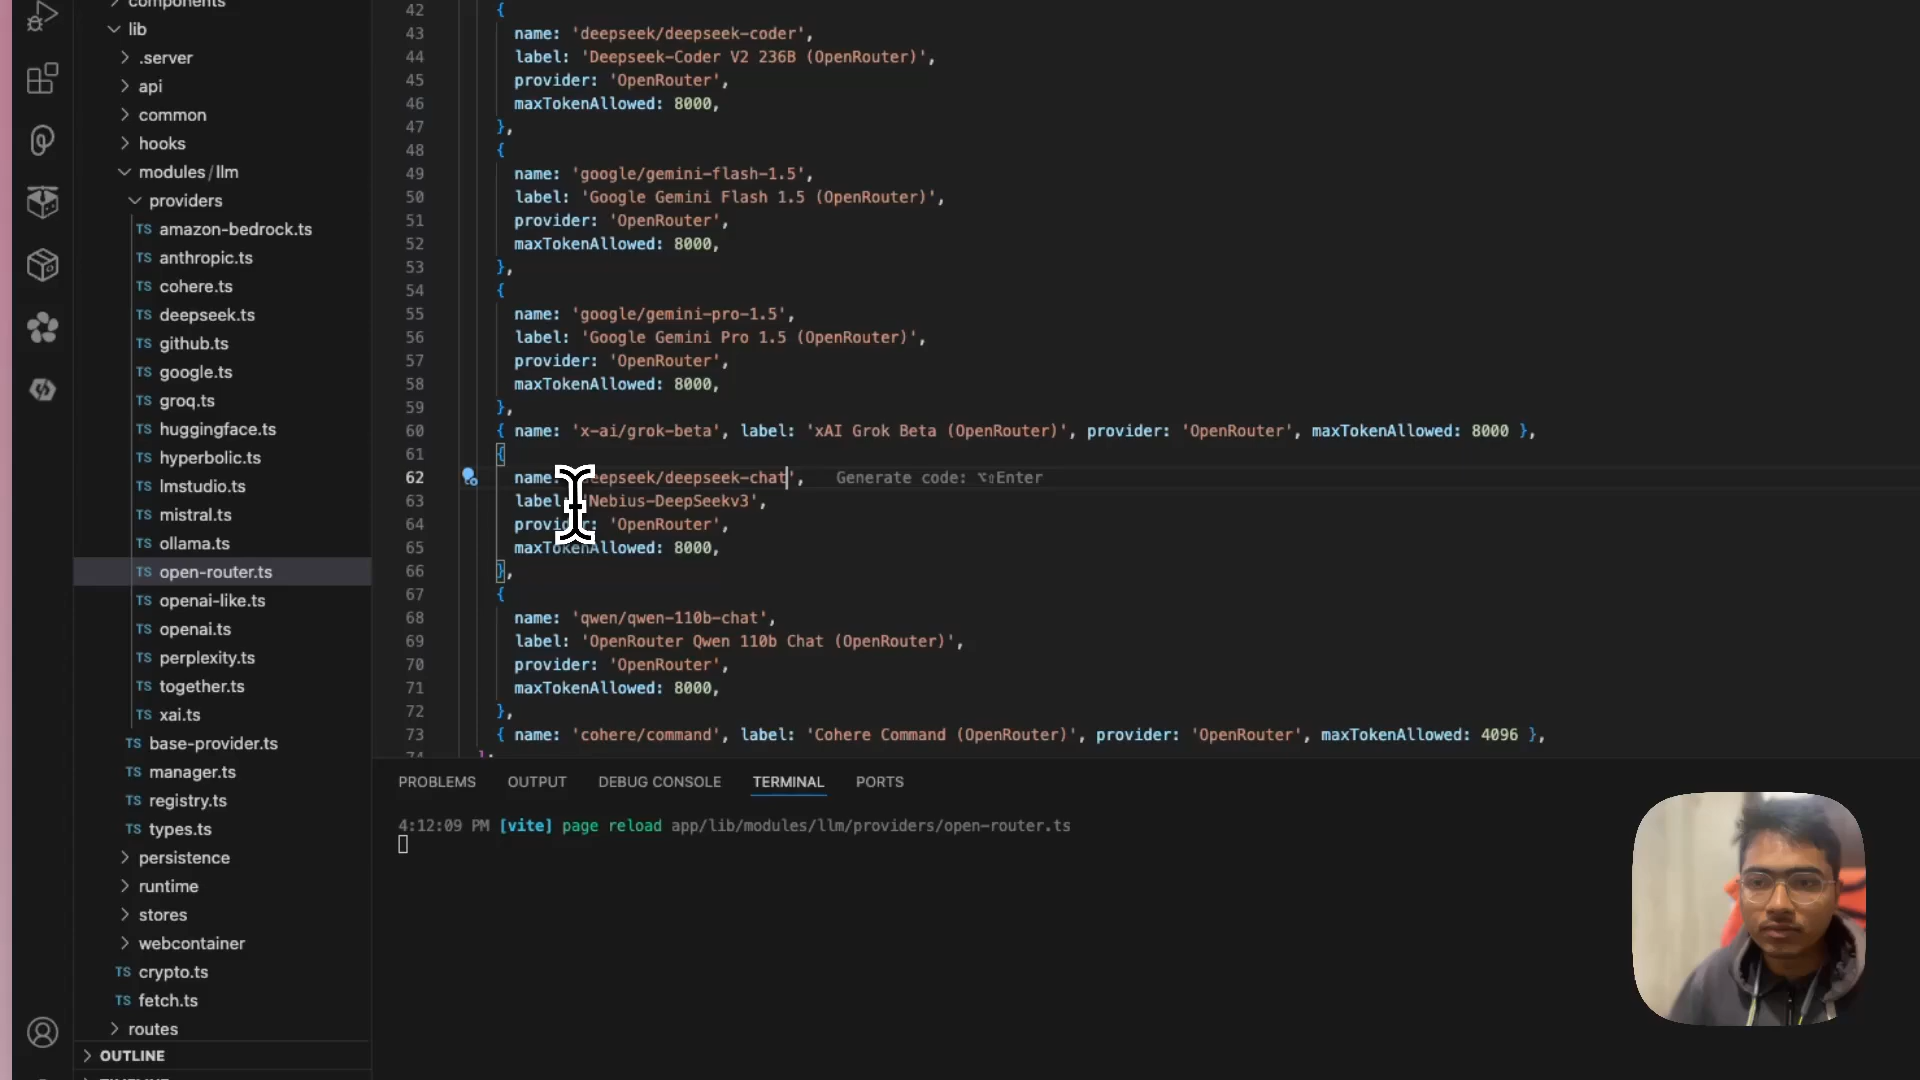 components
lib
.server
api
common
hooks
modules/llm
providers
TS amazon-bedrock.ts
TS anthropic.ts
TS cohere.ts
TS deepseek.ts
TS github.ts
TS google.ts
TS groq.ts
TS huggingface.ts
TS hyperbolic.ts
TS lmstudio.ts
TS mistral.ts
TS ollama.ts
TS open-router.ts
TS openai-like.ts
TS openai.ts
TS perplexity.ts
TS together.ts
TS xai.ts
TS base-provider.ts
TS manager.ts
TS registry.ts
TS types.ts
persistence
runtime
stores
webcontainer
TS crypto.ts
TS fetch.ts
routes
OUTLINE
42 {
43 name: 'deepseek/deepseek-coder',
44 label: 'Deepseek-Coder V2 236B (OpenRouter)',
45 provider: 'OpenRouter',
46 maxTokenAllowed: 8000,
47 },
48 {
49 name: 'google/gemini-flash-1.5',
50 label: 'Google Gemini Flash 1.5 (OpenRouter)',
51 provider: 'OpenRouter',
52 maxTokenAllowed: 8000,
53 },
54 {
55 name: 'google/gemini-pro-1.5',
56 label: 'Google Gemini Pro 1.5 (OpenRouter)',
57 provider: 'OpenRouter',
58 maxTokenAllowed: 8000,
59 },
60 { name: 'x-ai/grok-beta', label: 'xAI Grok Beta (OpenRouter)', provider: 'OpenRouter', maxTokenAllowed: 8000 },
61 {
62 name: 'deepseek/deepseek-chat', Generate code: ⌥⇧Enter
63 label: 'Nebius-DeepSeekv3',
64 provider: 'OpenRouter',
65 maxTokenAllowed: 8000,
66 },
67 {
68 name: 'qwen/qwen-110b-chat',
69 label: 'OpenRouter Qwen 110b Chat (OpenRouter)',
70 provider: 'OpenRouter',
71 maxTokenAllowed: 8000,
72 },
73 { name: 'cohere/command', label: 'Cohere Command (OpenRouter)', provider: 'OpenRouter', maxTokenAllowed: 4096 },
PROBLEMS OUTPUT DEBUG CONSOLE TERMINAL PORTS
4:12:09 PM [vite] page reload app/lib/modules/llm/providers/open-router.ts